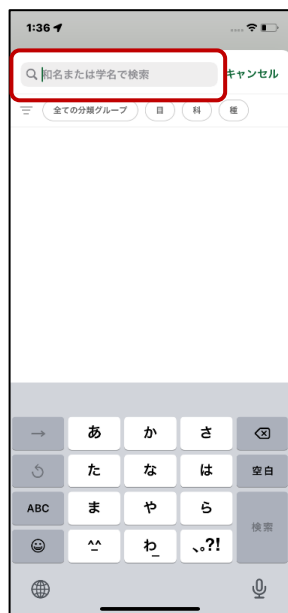 1:36
和名または学名で検索 キャンセル
全ての分類グループ 目 科 種
→ あ か さ
た な は 空白
ABC ま や ら 検索
^^ わ_ 、。?!